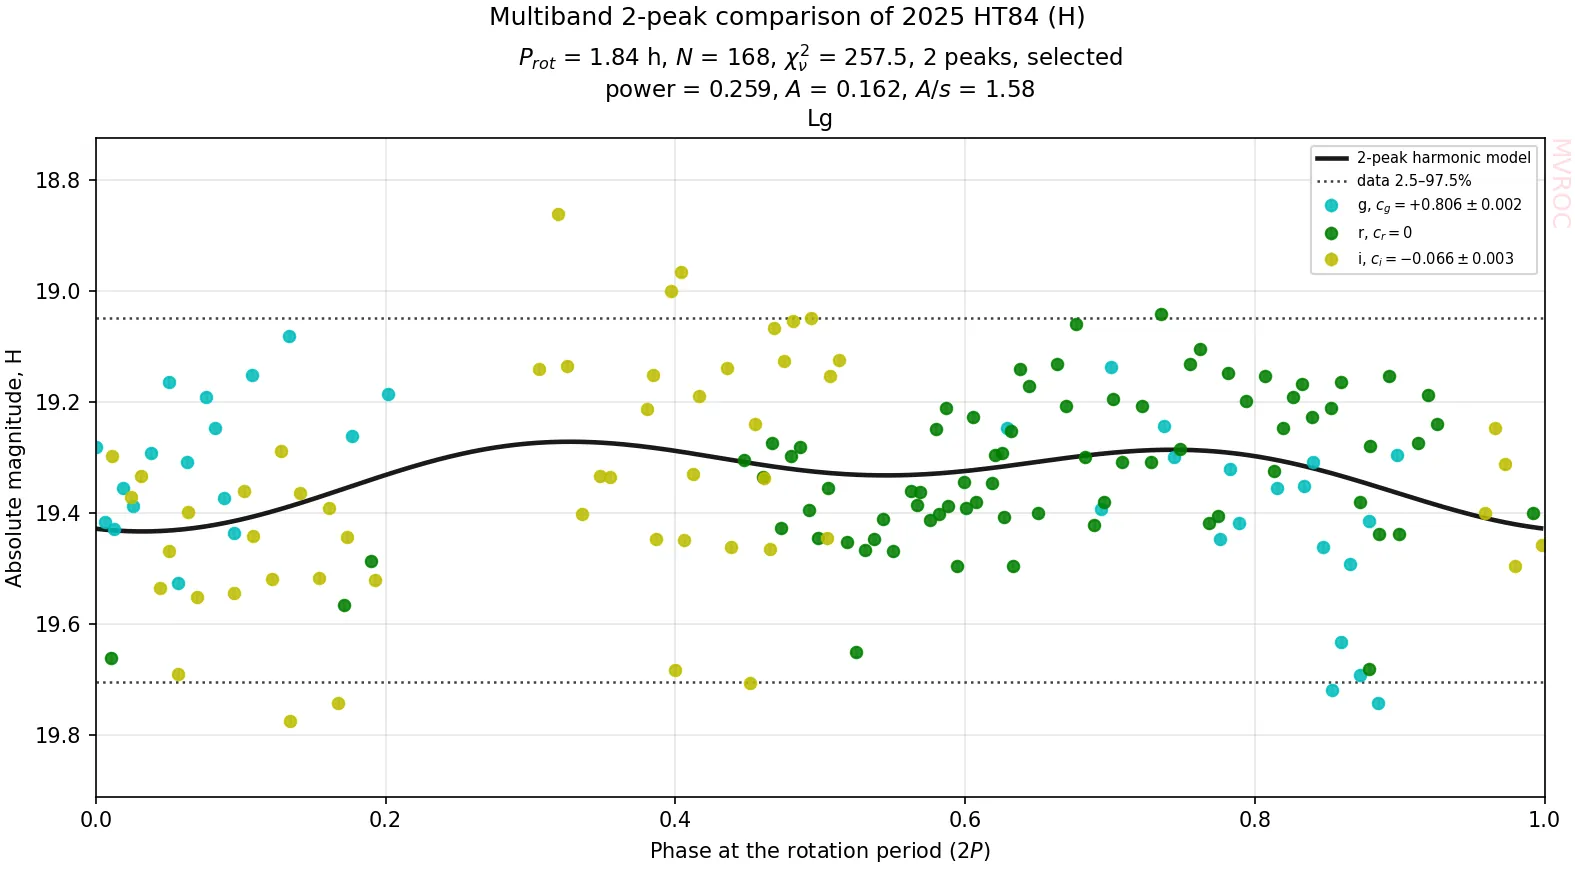 Multiband 2-peak comparison of 2025 HT84 (H)
P_rot = 1.84 h, N = 168, χ²_ν = 257.5, 2 peaks, selected
power = 0.259, A = 0.162, A/s = 1.58
Lg
2-peak harmonic model
data 2.5–97.5%
g, c_g = +0.806 ± 0.002
r, c_r = 0
i, c_i = −0.066 ± 0.003
MVROC
Absolute magnitude, H
18.8
19.0
19.2
19.4
19.6
19.8
0.0 0.2 0.4 0.6 0.8 1.0
Phase at the rotation period (2P)